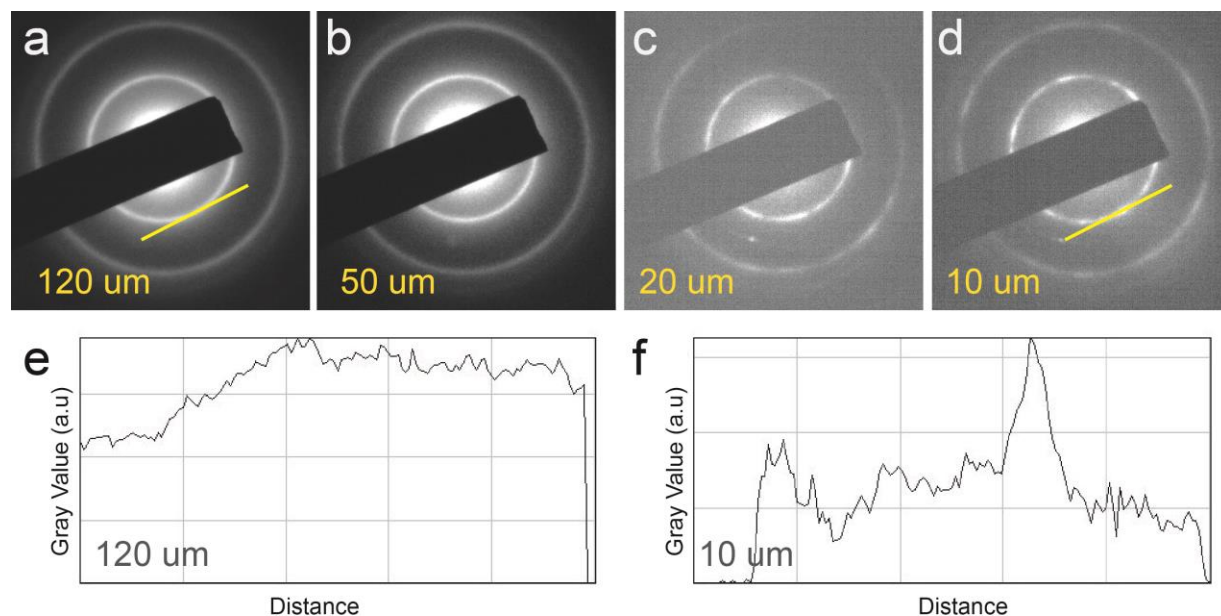 a
b
c
d
120 um
50 um
20 um
10 um
e
f
Gray Value (a.u)
120 um
Distance
Gray Value (a.u)
10 um
Distance